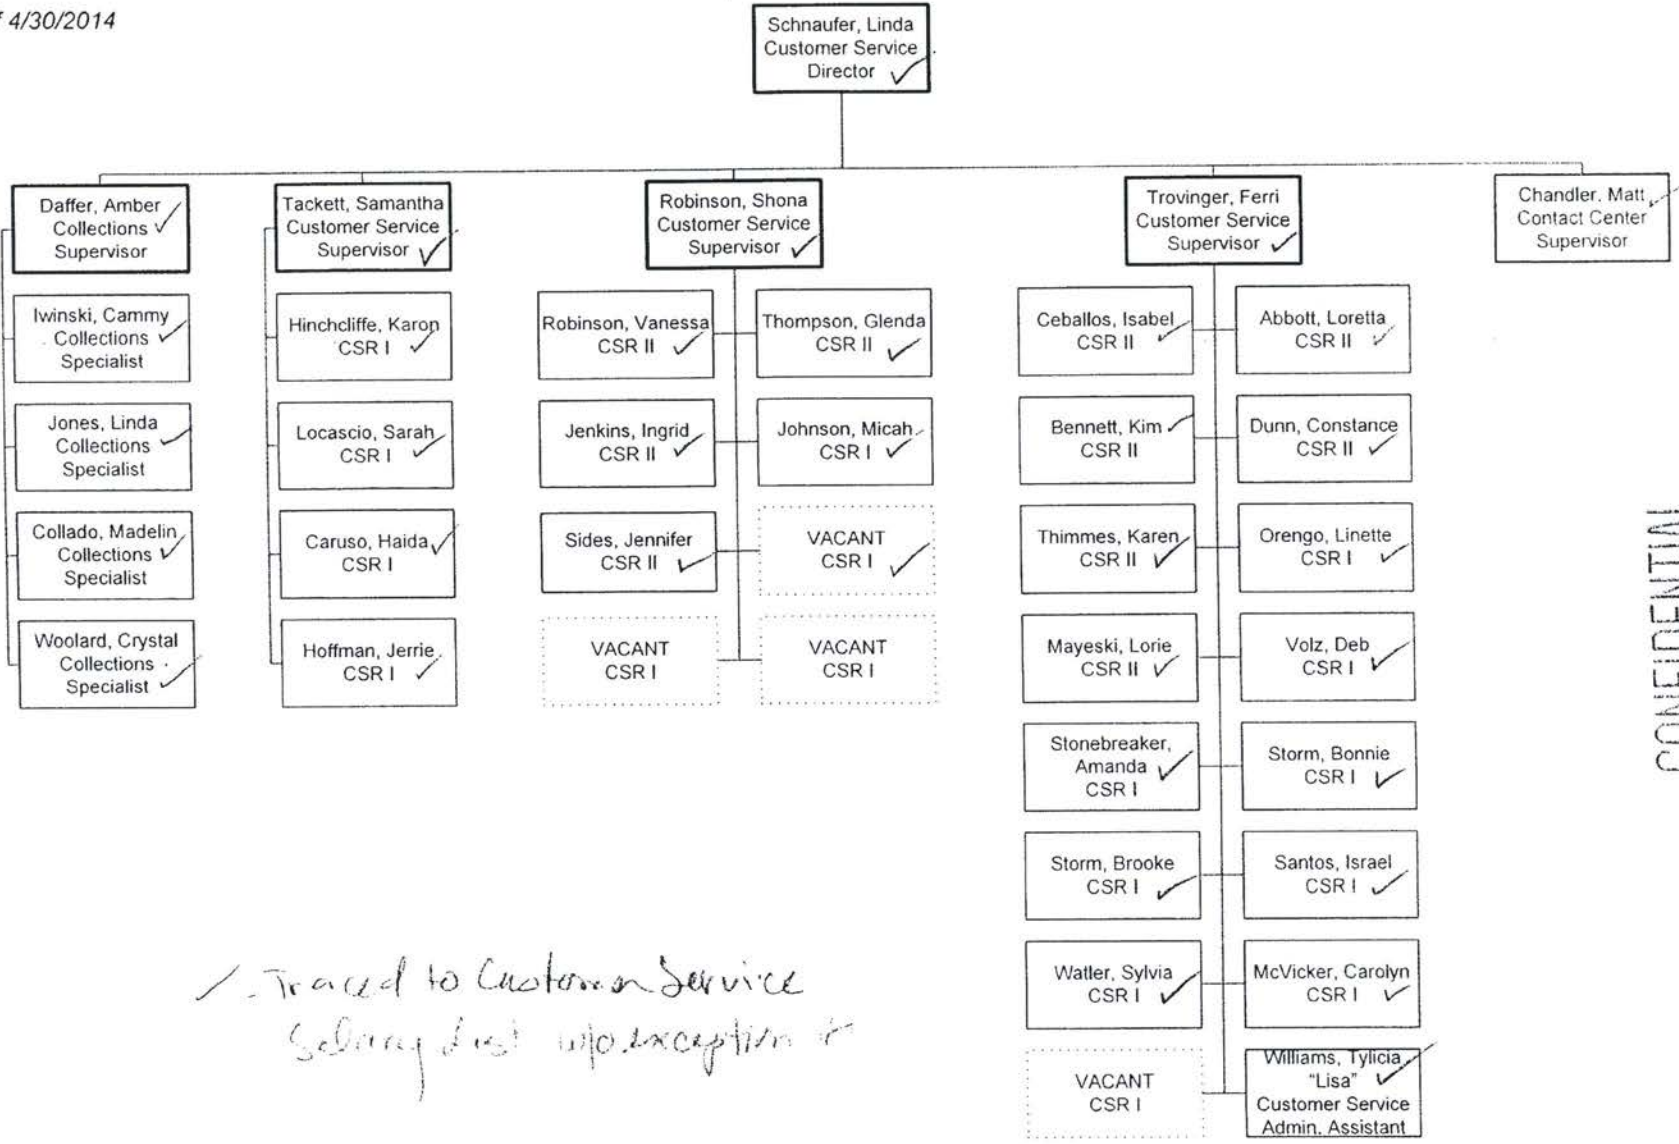 4/30/2014
Schnaufer, Linda
Customer Service
Director
Daffer, Amber
Collections
Supervisor
Iwinski, Cammy
Collections
Specialist
Jones, Linda
Collections
Specialist
Collado, Madelin
Collections
Specialist
Woolard, Crystal
Collections
Specialist
Tackett, Samantha
Customer Service
Supervisor
Hinchcliffe, Karon
CSR I
Locascio, Sarah
CSR I
Caruso, Haida
CSR I
Hoffman, Jerrie
CSR I
Robinson, Shona
Customer Service
Supervisor
Robinson, Vanessa
CSR II
Thompson, Glenda
CSR II
Jenkins, Ingrid
CSR II
Johnson, Micah
CSR I
Sides, Jennifer
CSR II
VACANT
CSR I
VACANT
CSR I
VACANT
CSR I
Trovinger, Ferri
Customer Service
Supervisor
Ceballos, Isabel
CSR II
Abbott, Loretta
CSR II
Bennett, Kim
CSR II
Dunn, Constance
CSR II
Thimmes, Karen
CSR II
Orengo, Linette
CSR I
Mayeski, Lorie
CSR II
Volz, Deb
CSR I
Stonebreaker,
Amanda
CSR I
Storm, Bonnie
CSR I
Storm, Brooke
CSR I
Santos, Israel
CSR I
Watler, Sylvia
CSR I
McVicker, Carolyn
CSR I
VACANT
CSR I
Williams, Tylicia
"Lisa"
Customer Service
Admin. Assistant
Chandler. Matt
Contact Center
Supervisor
CONFIDENTIAL
✓ - Traced to Customer Service
Salary List w/o exception